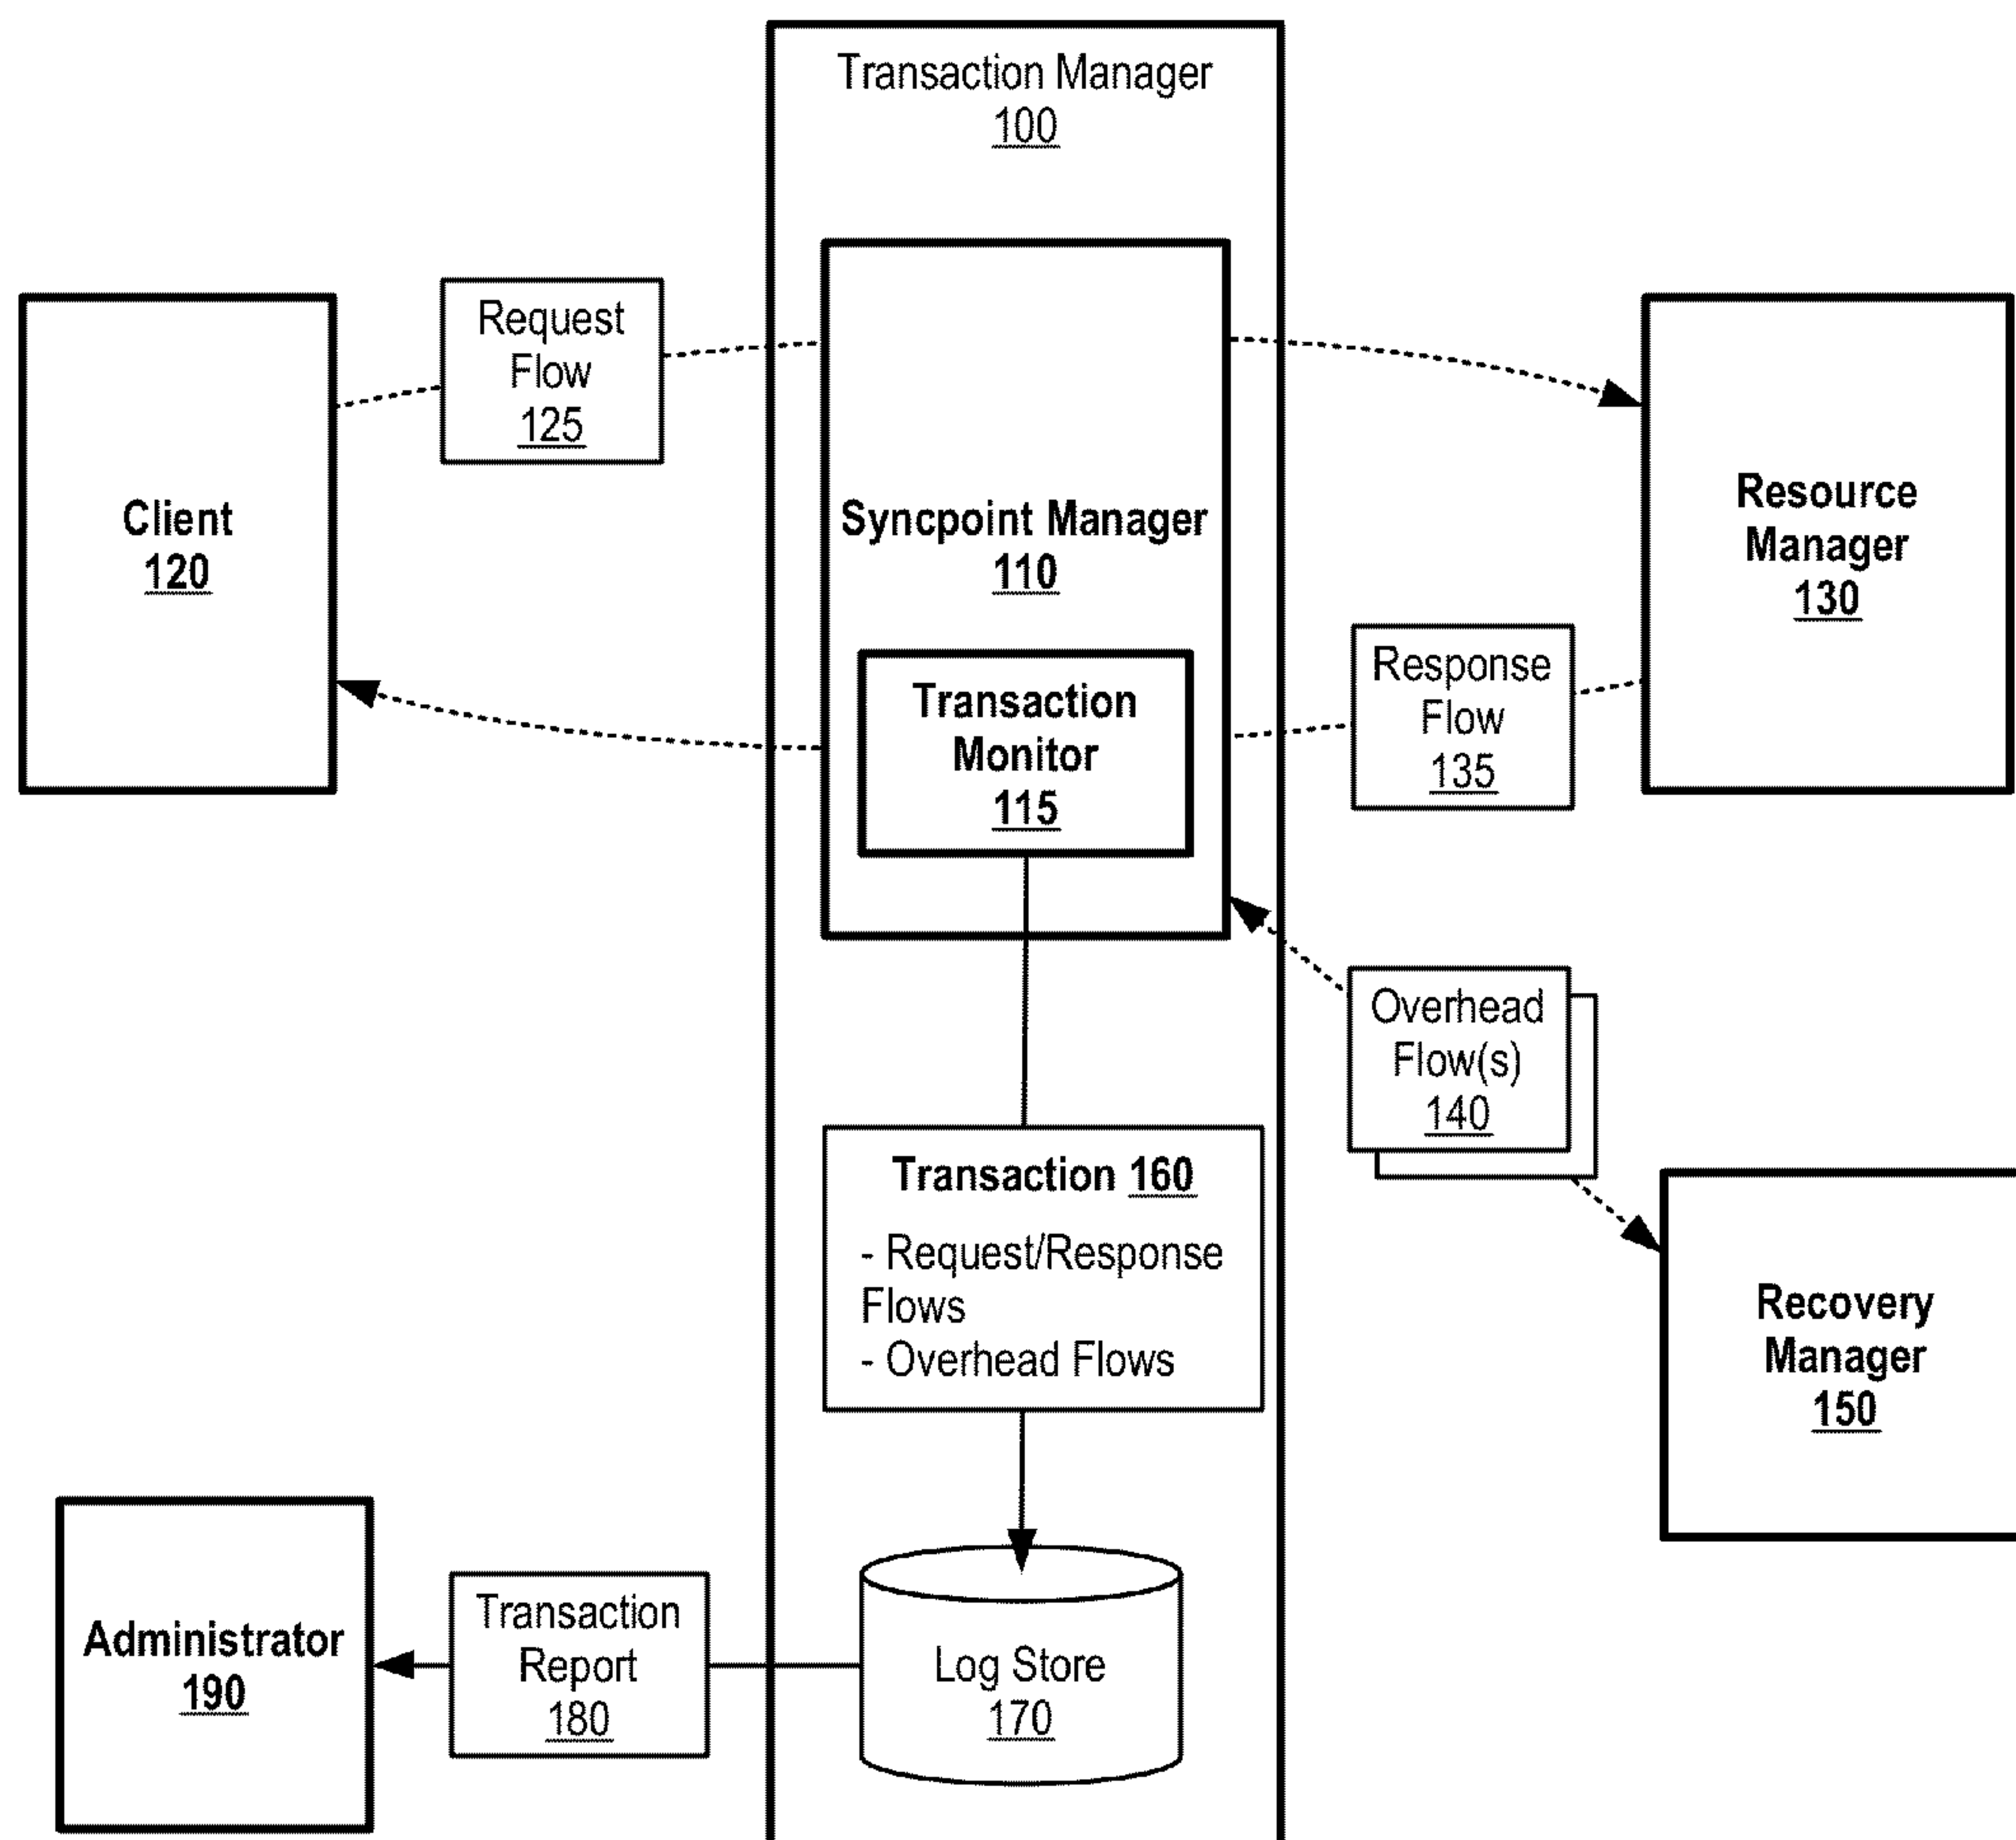 Transaction Manager
100
Request
Flow
125
Client
120
Syncpoint Manager
110
Resource
Manager
130
Transaction
Monitor
115
Response
Flow
135
Overhead
Flow(s)
140
Transaction 160
- Request/Response
Flows
- Overhead Flows
Recovery
Manager
150
Administrator
190
Transaction
Report
180
Log Store
170